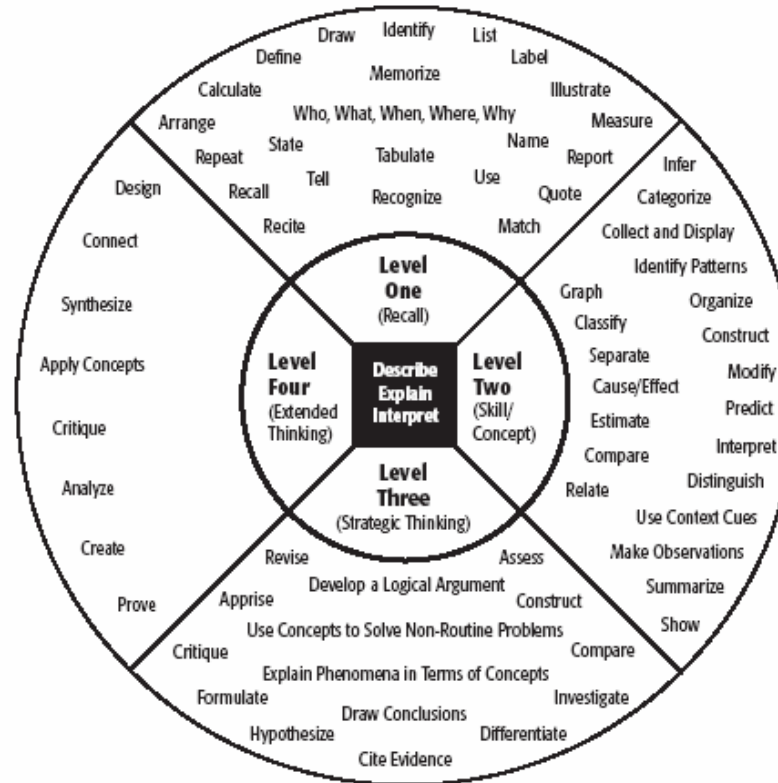 Draw
Identify
List
Define
Label
Memorize
Calculate
Illustrate
Arrange
Who, What, When, Where, Why
Measure
State
Name
Repeat
Tabulate
Report
Tell
Use
Recall
Recognize
Quote
Recite
Match
Level
One
(Recall)
Infer
Categorize
Collect and Display
Identify Patterns
Graph
Organize
Classify
Construct
Separate
Modify
Cause/Effect
Predict
Estimate
Interpret
Compare
Distinguish
Relate
Use Context Cues
Make Observations
Summarize
Show
Level
Two
(Skill/
Concept)
Describe
Explain
Interpret
Level
Three
(Strategic Thinking)
Revise
Assess
Develop a Logical Argument
Apprise
Construct
Use Concepts to Solve Non-Routine Problems
Critique
Compare
Explain Phenomena in Terms of Concepts
Formulate
Investigate
Draw Conclusions
Hypothesize
Differentiate
Cite Evidence
Level
Four
(Extended
Thinking)
Design
Connect
Synthesize
Apply Concepts
Critique
Analyze
Create
Prove